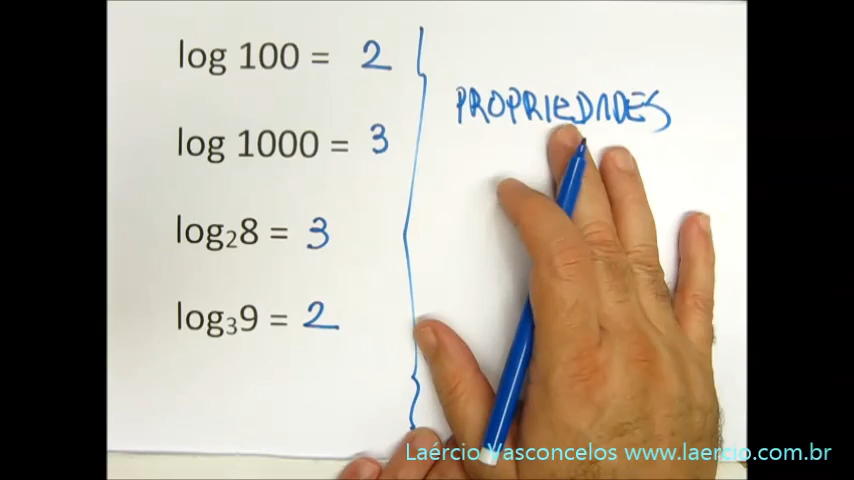 log 100 = 2
log 1000 = 3
log₂8 = 3
log₃9 = 2
PROPRIEDADES
Laércio Vasconcelos www.laercio.com.br